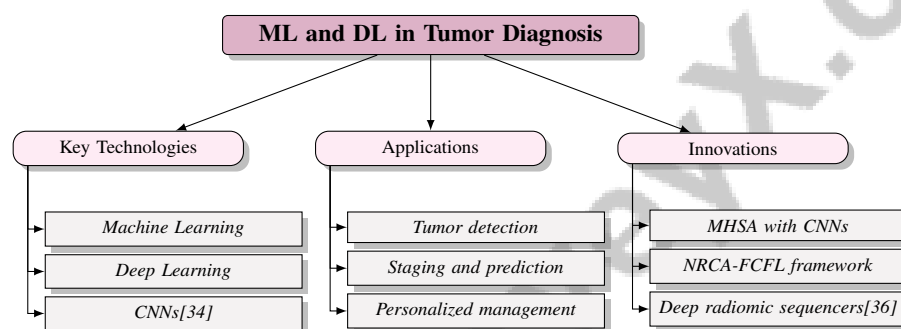 ML and DL in Tumor Diagnosis
Key Technologies
Machine Learning
Deep Learning
CNNs[34]
Applications
Tumor detection
Staging and prediction
Personalized management
Innovations
MHSA with CNNs
NRCA-FCFL framework
Deep radiomic sequencers[36]